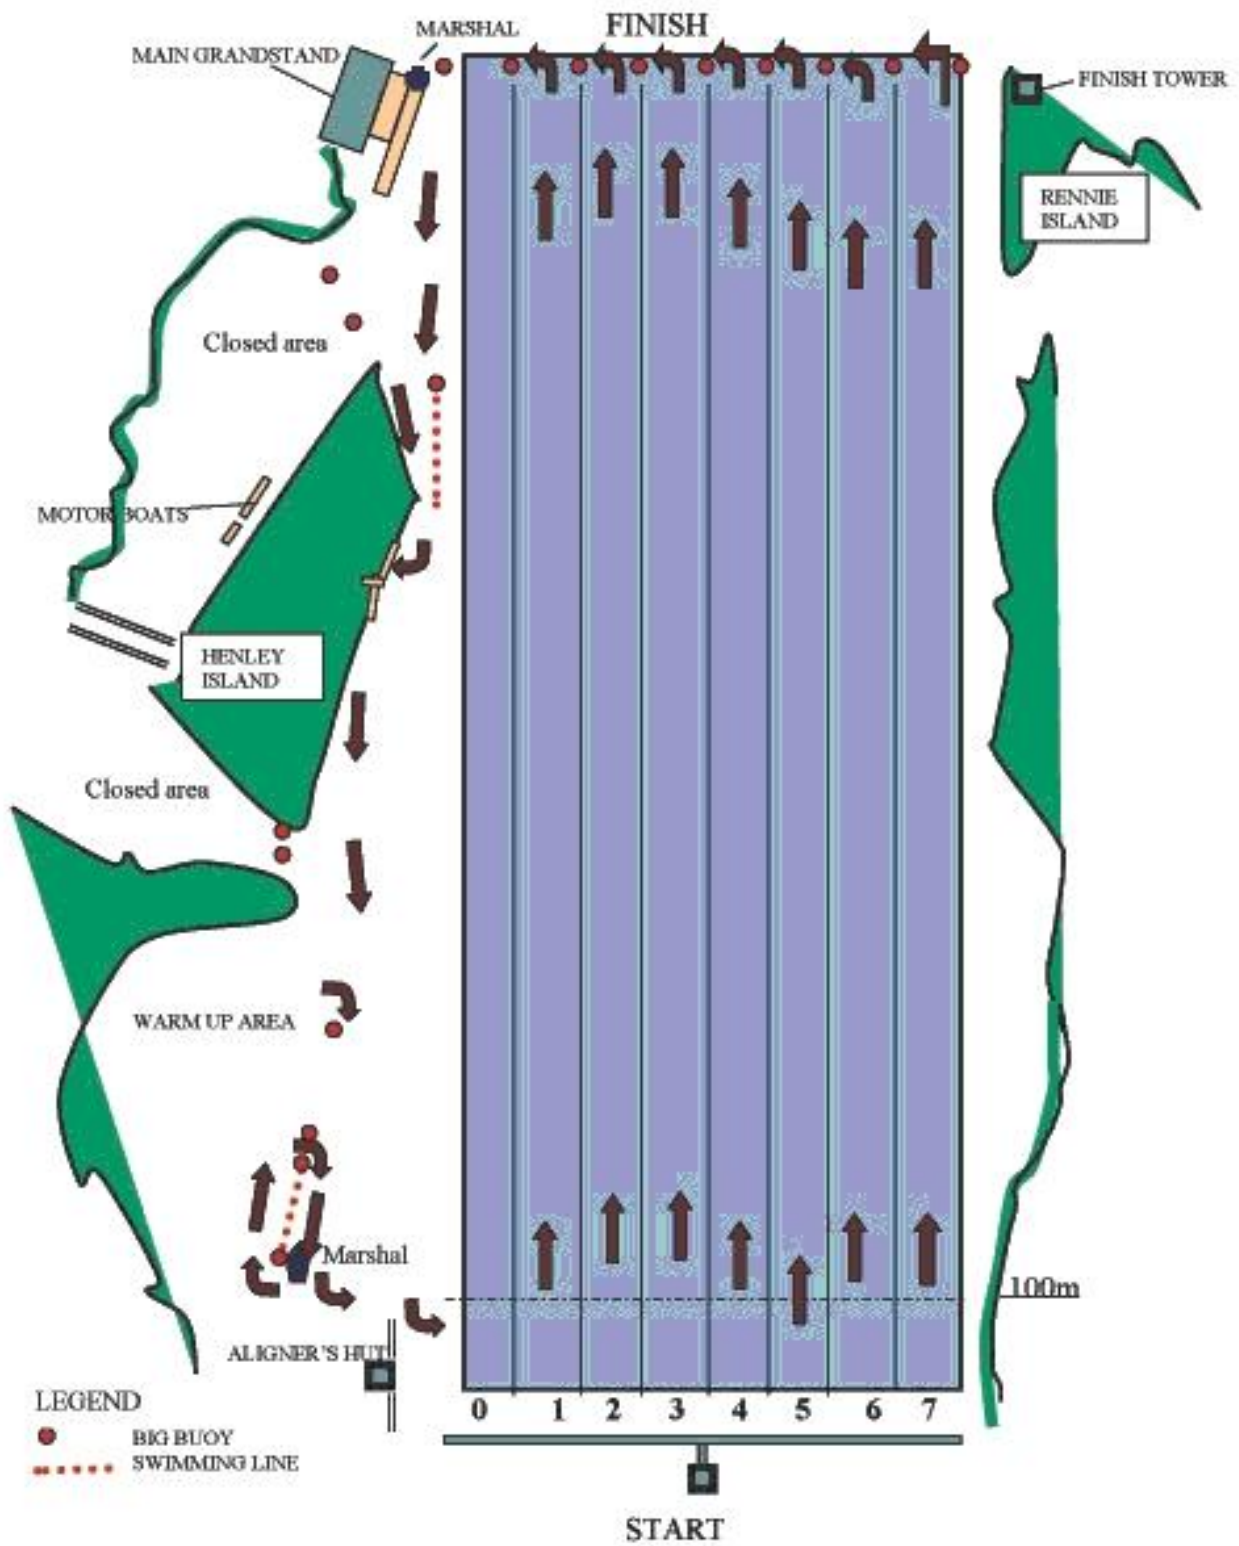 FINISH
MARSHAL
MAIN GRANDSTAND
FINISH TOWER
RENNIE
ISLAND
Closed area
MOTOR BOATS
HENLEY
ISLAND
Closed area
WARM UP AREA
Marshal
100m
ALIGNER'S HUT
LEGEND
BIG BUOY
SWIMMING LINE
0 1 2 3 4 5 6 7
START